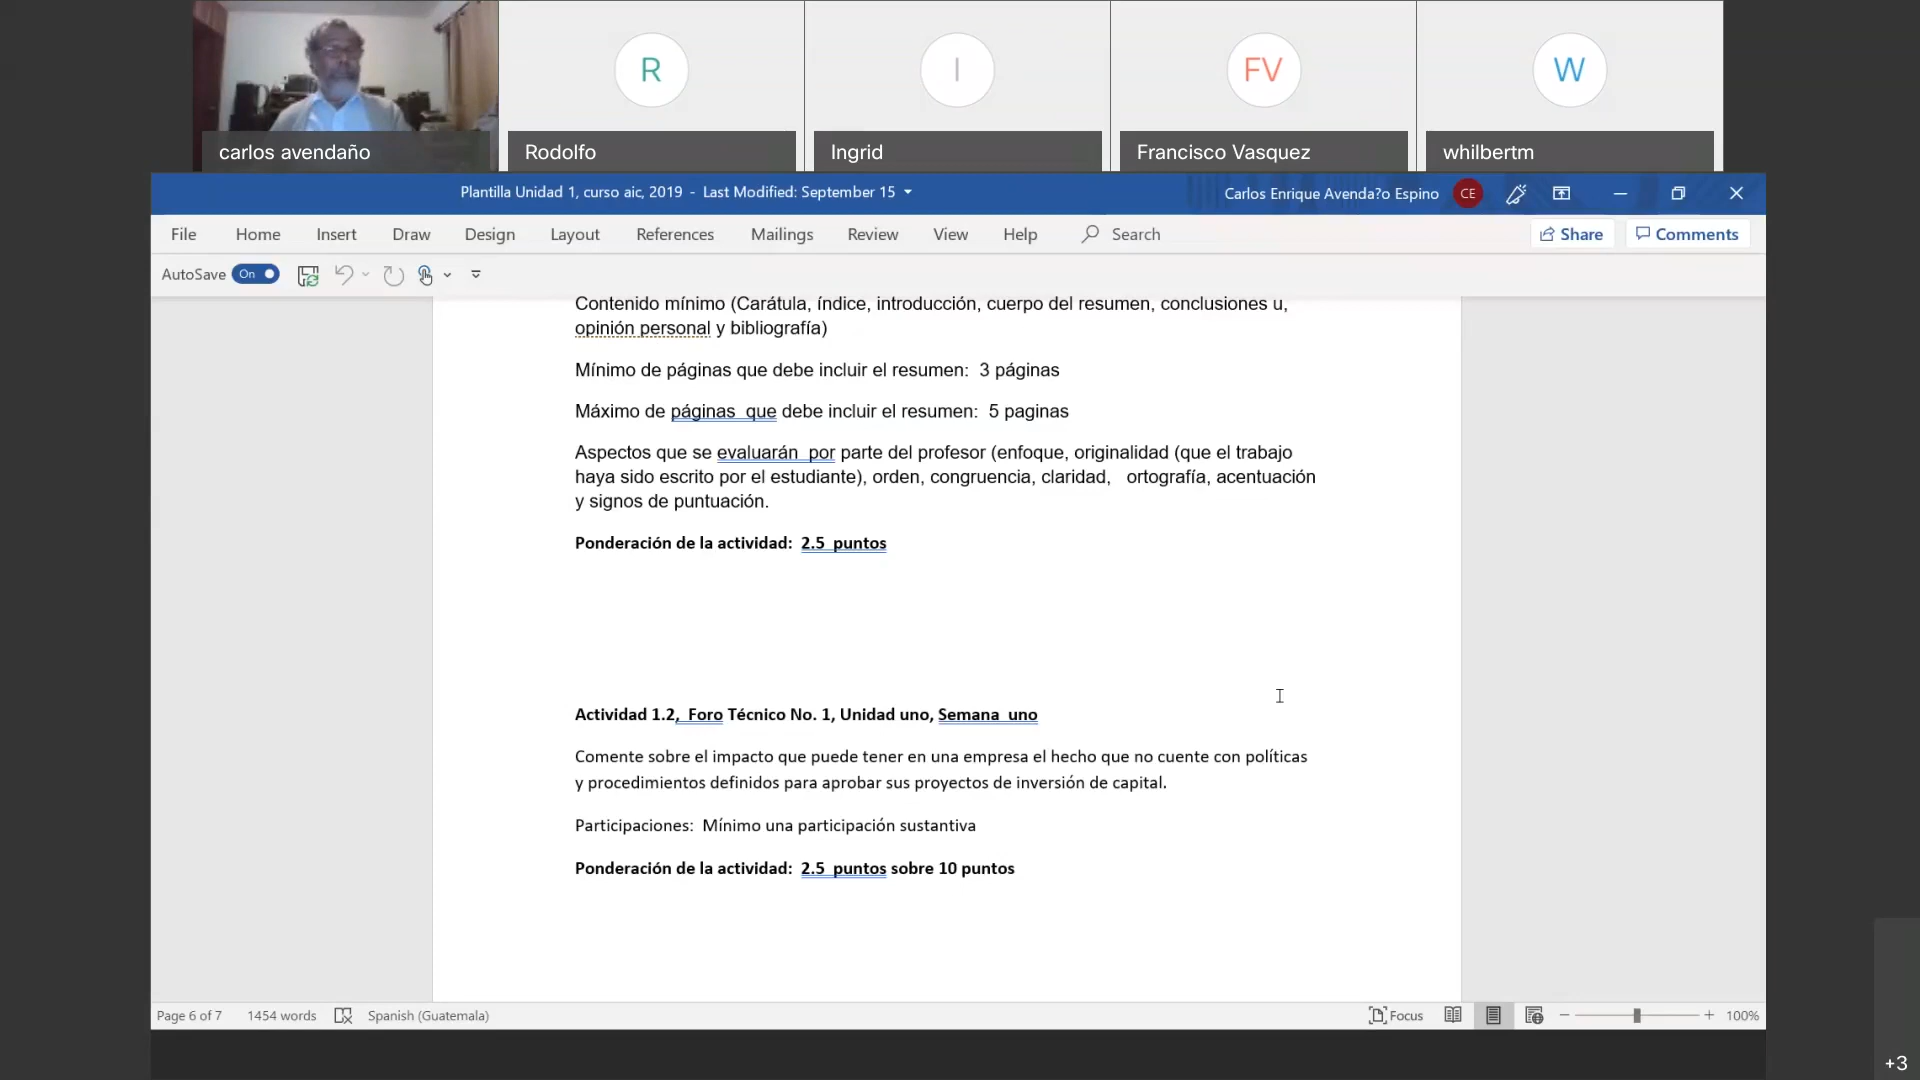 R
I
FV
W
carlos avendaño
Rodolfo
Ingrid
Francisco Vasquez
whilbertm
Plantilla Unidad 1, curso aic, 2019 - Last Modified: September 15
Carlos Enrique Avenda?o Espino
CE
File
Home
Insert
Draw
Design
Layout
References
Mailings
Review
View
Help
Search
Share
Comments
AutoSave
On
Contenido mínimo (Carátula, índice, introducción, cuerpo del resumen, conclusiones u,
opinión personal y bibliografía)
Mínimo de páginas que debe incluir el resumen:  3 páginas
Máximo de páginas  que debe incluir el resumen:  5 paginas
Aspectos que se evaluarán  por parte del profesor (enfoque, originalidad (que el trabajo
haya sido escrito por el estudiante), orden, congruencia, claridad,   ortografía, acentuación
y signos de puntuación.
Ponderación de la actividad:  2.5  puntos
Actividad 1.2,  Foro Técnico No. 1, Unidad uno, Semana  uno
Comente sobre el impacto que puede tener en una empresa el hecho que no cuente con políticas
y procedimientos definidos para aprobar sus proyectos de inversión de capital.
Participaciones:  Mínimo una participación sustantiva
Ponderación de la actividad:  2.5  puntos sobre 10 puntos
Page 6 of 7
1454 words
Spanish (Guatemala)
Focus
100%
+3